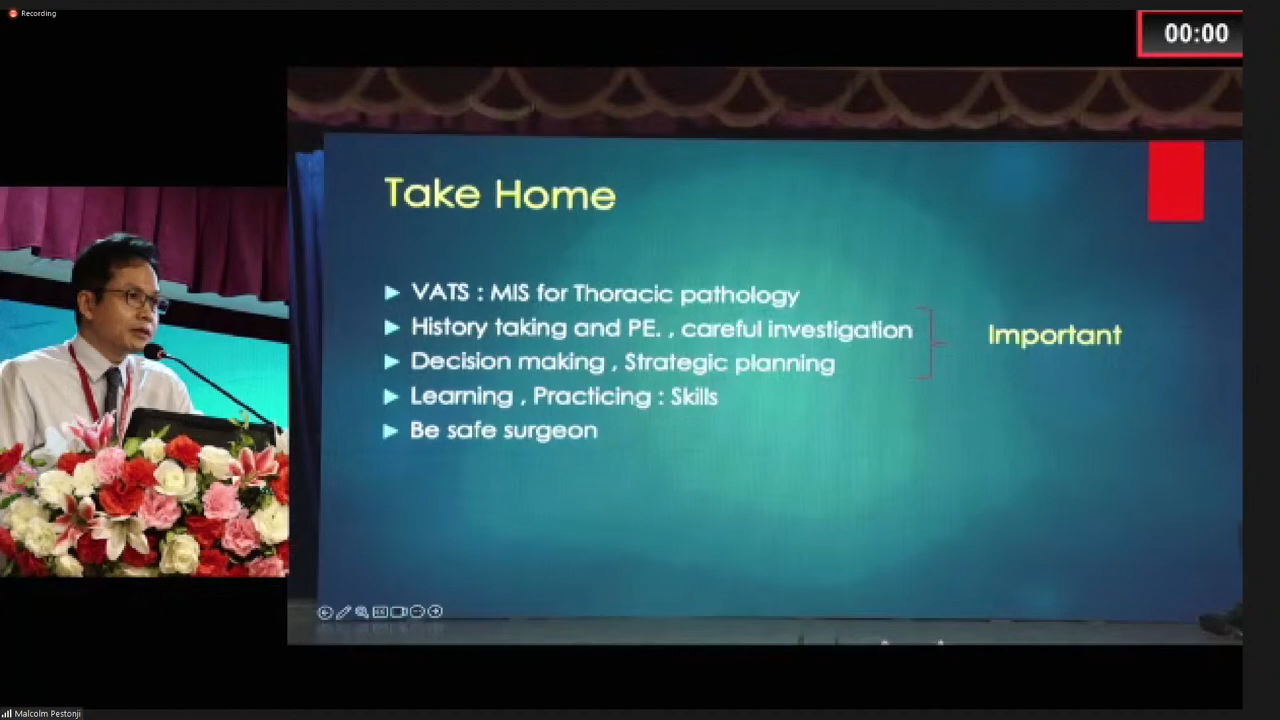 Recording
00:00
Take Home
VATS : MIS for Thoracic pathology
History taking and PE. , careful investigation
Decision making , Strategic planning
Important
Learning , Practicing : Skills
Be safe surgeon
Malcolm Pestonji